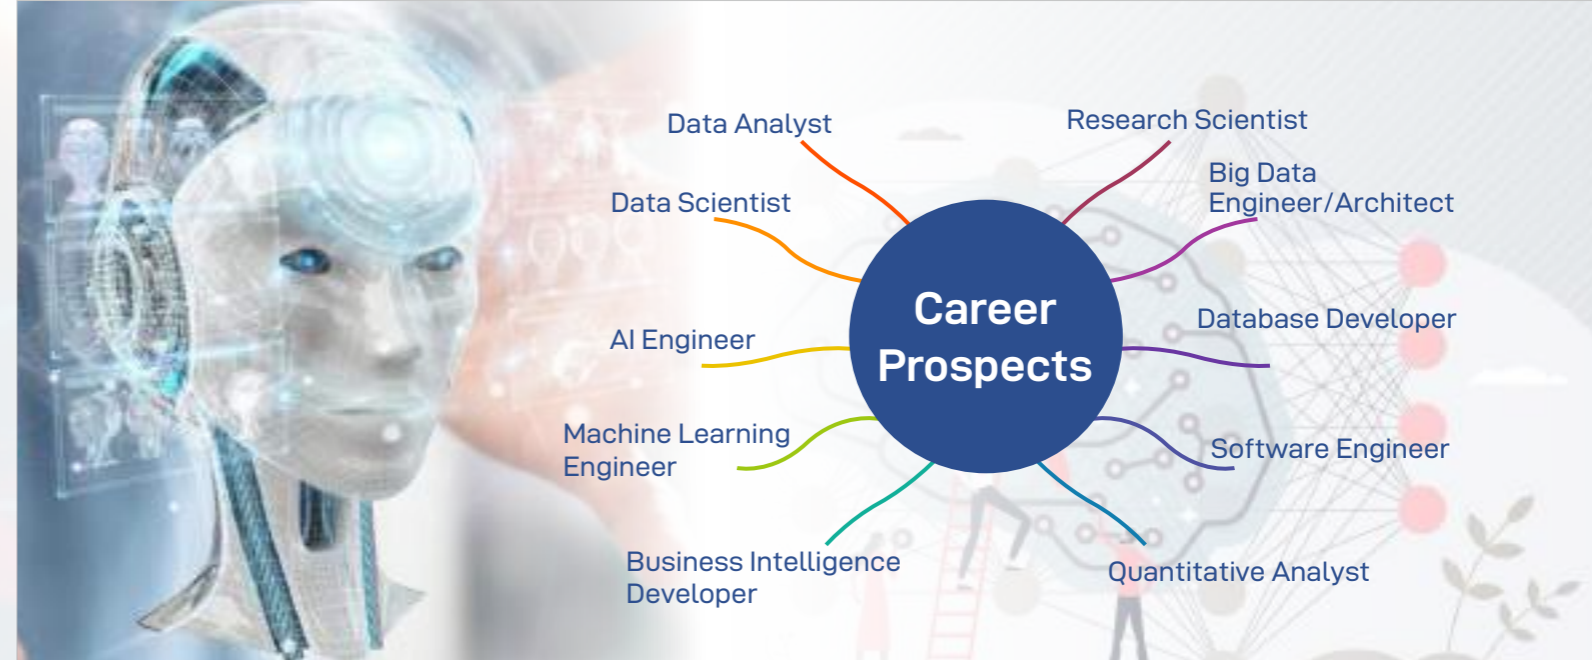 Data Analyst
Research Scientist
Big Data
Engineer/Architect
Data Scientist
Career
Prospects
Database Developer
AI Engineer
Machine Learning
Engineer
Software Engineer
Business Intelligence
Developer
Quantitative Analyst